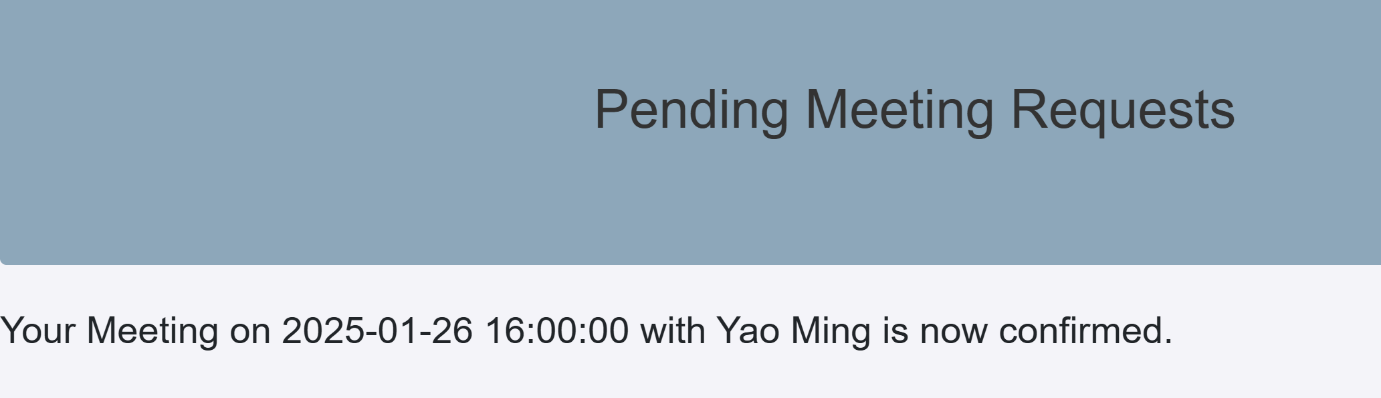 Pending Meeting Requests
Your Meeting on 2025-01-26 16:00:00 with Yao Ming is now confirmed.